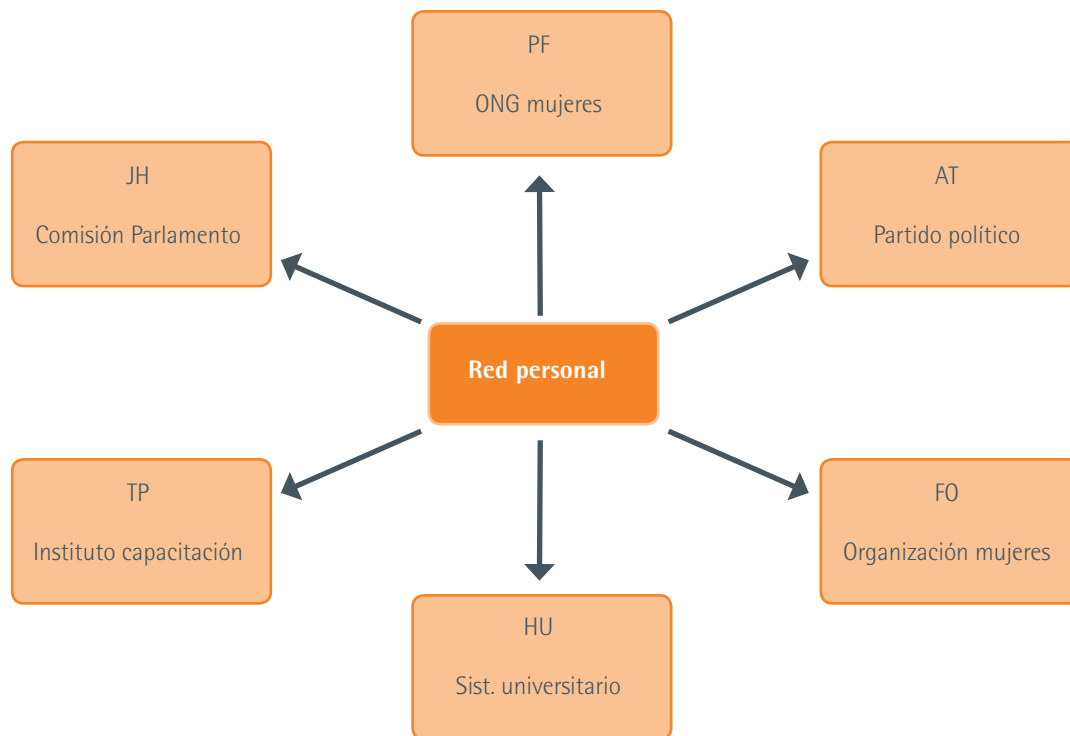 PF
ONG mujeres
JH
Comisión Parlamento
AT
Partido político
Red personal
TP
Instituto capacitación
FO
Organización mujeres
HU
Sist. universitario